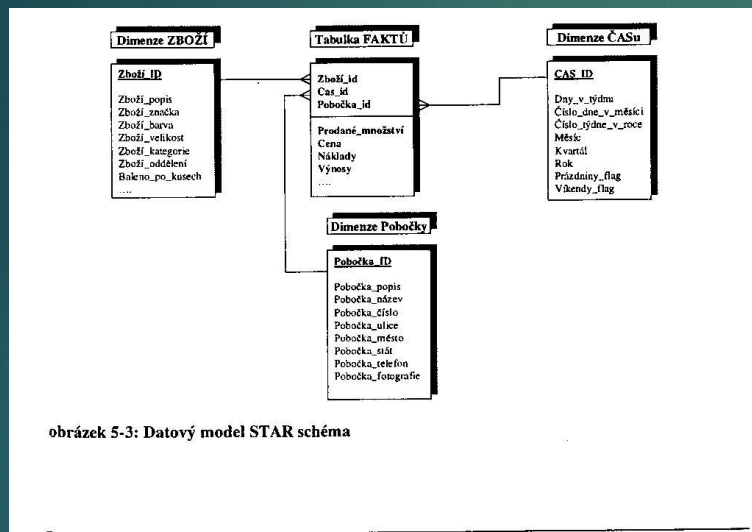 Dimenze ZBOŽÍ
Zboží_ID
Zboží_popis
Zboží_značka
Zboží_barva
Zboží_velikost
Zboží_kategorie
Zboží_oddělení
Baleno_po_kusech
....
Tabulka FAKTŮ
Zboží_id
Cas_id
Pobočka_id
Prodané_množství
Cena
Náklady
Výnosy
....
Dimenze ČASu
CAS_ID
Dny_v_týdnu
Číslo_dne_v_měsíci
Číslo_týdne_v_roce
Měsíc
Kvartál
Rok
Prázdniny_flag
Víkendy_flag
Dimenze Pobočky
Pobočka_ID
Pobočka_popis
Pobočka_název
Pobočka_číslo
Pobočka_ulice
Pobočka_město
Pobočka_stát
Pobočka_telefon
Pobočka_fotografie
obrázek 5-3: Datový model STAR schéma